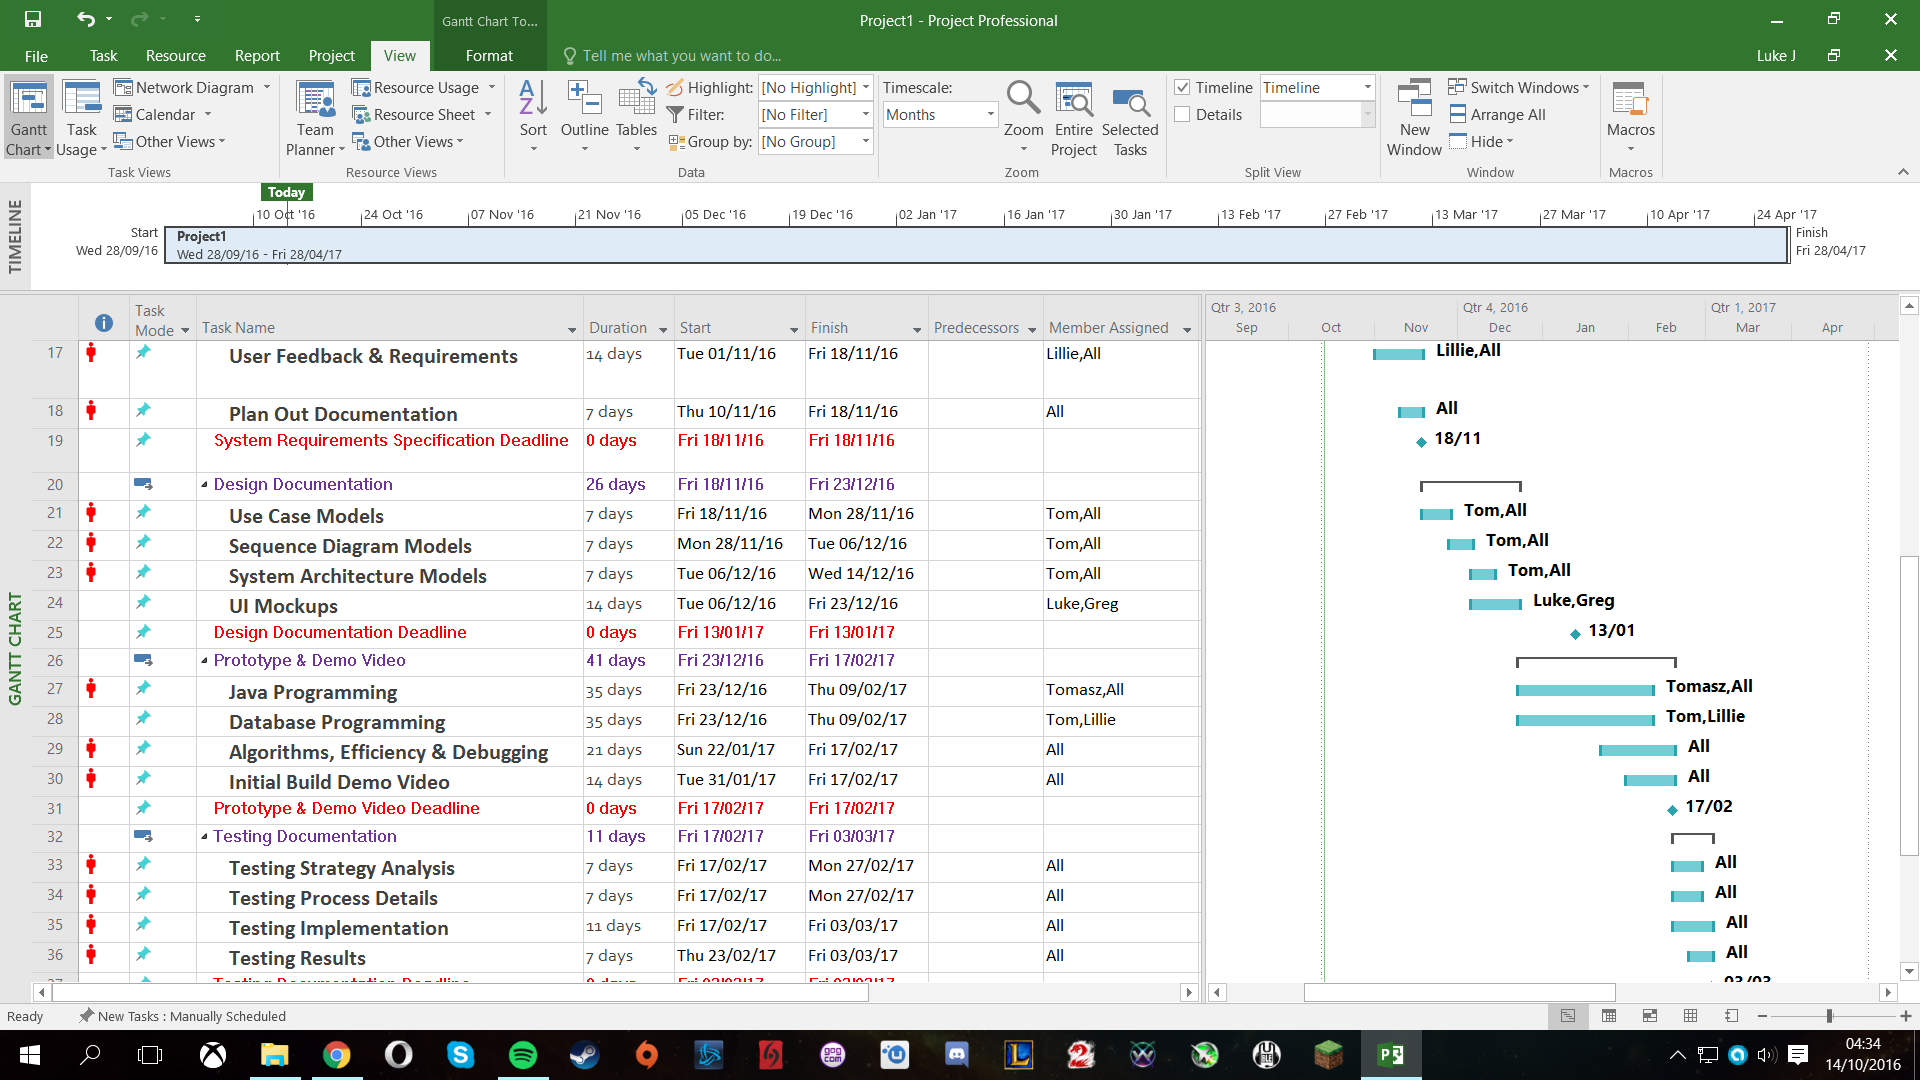 Gantt Chart To...
Project1 - Project Professional
File Task Resource Report Project View Format Tell me what you want to do... Luke J
Gantt Chart
Task Usage
Network Diagram
Calendar
Other Views
Task Views
Team Planner
Resource Usage
Resource Sheet
Other Views
Resource Views
Sort
Outline
Tables
Highlight: [No Highlight]
Filter: [No Filter]
Group by: [No Group]
Data
Timescale:
Months
Zoom
Entire Project
Selected Tasks
Zoom
Timeline Timeline
Details
Split View
New Window
Switch Windows
Arrange All
Hide
Window
Macros
Macros
TIMELINE
Today
10 Oct '16 24 Oct '16 07 Nov '16 21 Nov '16 05 Dec '16 19 Dec '16 02 Jan '17 16 Jan '17 30 Jan '17 13 Feb '17 27 Feb '17 13 Mar '17 27 Mar '17 10 Apr '17 24 Apr '17
Start
Wed 28/09/16
Project1
Wed 28/09/16 - Fri 28/04/17
Finish
Fri 28/04/17
GANTT CHART
Task Mode Task Name Duration Start Finish Predecessors Member Assigned
Qtr 3, 2016 Qtr 4, 2016 Qtr 1, 2017
Sep Oct Nov Dec Jan Feb Mar Apr
17 User Feedback & Requirements 14 days Tue 01/11/16 Fri 18/11/16 Lillie,All Lillie,All
18 Plan Out Documentation 7 days Thu 10/11/16 Fri 18/11/16 All All
19 System Requirements Specification Deadline 0 days Fri 18/11/16 Fri 18/11/16 18/11
20 Design Documentation 26 days Fri 18/11/16 Fri 23/12/16
21 Use Case Models 7 days Fri 18/11/16 Mon 28/11/16 Tom,All Tom,All
22 Sequence Diagram Models 7 days Mon 28/11/16 Tue 06/12/16 Tom,All Tom,All
23 System Architecture Models 7 days Tue 06/12/16 Wed 14/12/16 Tom,All Tom,All
24 UI Mockups 14 days Tue 06/12/16 Fri 23/12/16 Luke,Greg Luke,Greg
25 Design Documentation Deadline 0 days Fri 13/01/17 Fri 13/01/17 13/01
26 Prototype & Demo Video 41 days Fri 23/12/16 Fri 17/02/17
27 Java Programming 35 days Fri 23/12/16 Thu 09/02/17 Tomasz,All Tomasz,All
28 Database Programming 35 days Fri 23/12/16 Thu 09/02/17 Tom,Lillie Tom,Lillie
29 Algorithms, Efficiency & Debugging 21 days Sun 22/01/17 Fri 17/02/17 All All
30 Initial Build Demo Video 14 days Tue 31/01/17 Fri 17/02/17 All All
31 Prototype & Demo Video Deadline 0 days Fri 17/02/17 Fri 17/02/17 17/02
32 Testing Documentation 11 days Fri 17/02/17 Fri 03/03/17
33 Testing Strategy Analysis 7 days Fri 17/02/17 Mon 27/02/17 All All
34 Testing Process Details 7 days Fri 17/02/17 Mon 27/02/17 All All
35 Testing Implementation 11 days Fri 17/02/17 Fri 03/03/17 All All
36 Testing Results 7 days Thu 23/02/17 Fri 03/03/17 All All
37 Testing Documentation Deadline 0 days Fri 03/03/17 Fri 03/03/17 03/03
Ready New Tasks : Manually Scheduled
04:34
14/10/2016